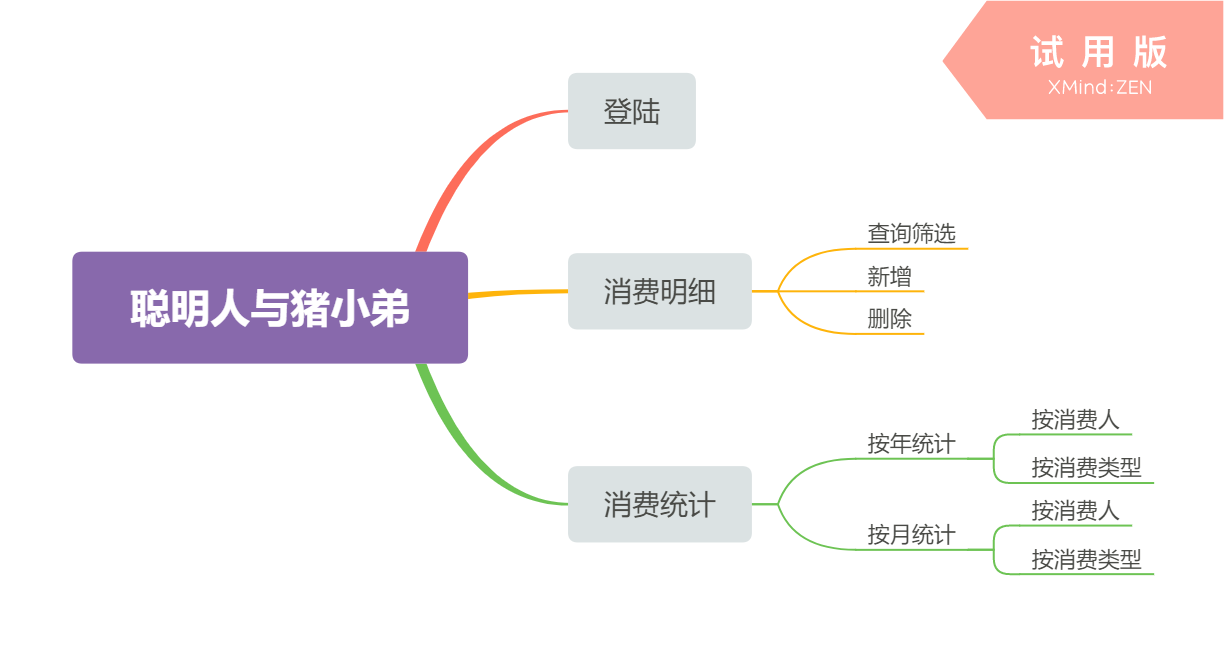 试用版
XMind:ZEN
登陆
聪明人与猪小弟
消费明细
查询筛选
新增
删除
消费统计
按年统计
按消费人
按消费类型
按月统计
按消费人
按消费类型